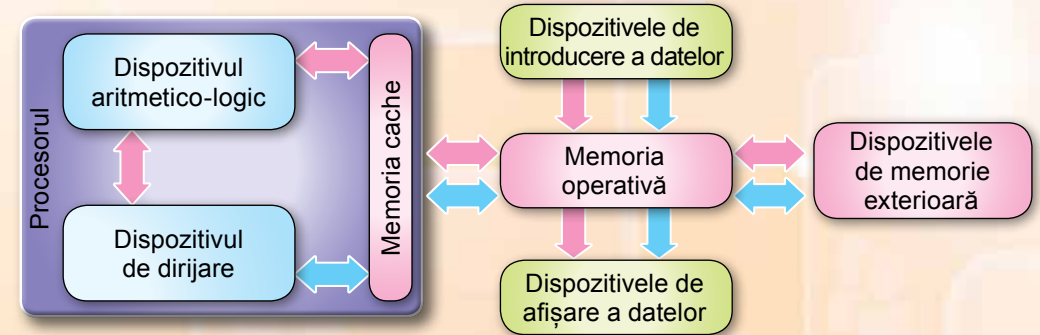 Procesorul
Dispozitivul
aritmetico-logic
Dispozitivul
de dirijare
Memoria cache
Dispozitivele de
introducere a datelor
Memoria
operativă
Dispozitivele de
afișare a datelor
Dispozitivele
de memorie
exterioară